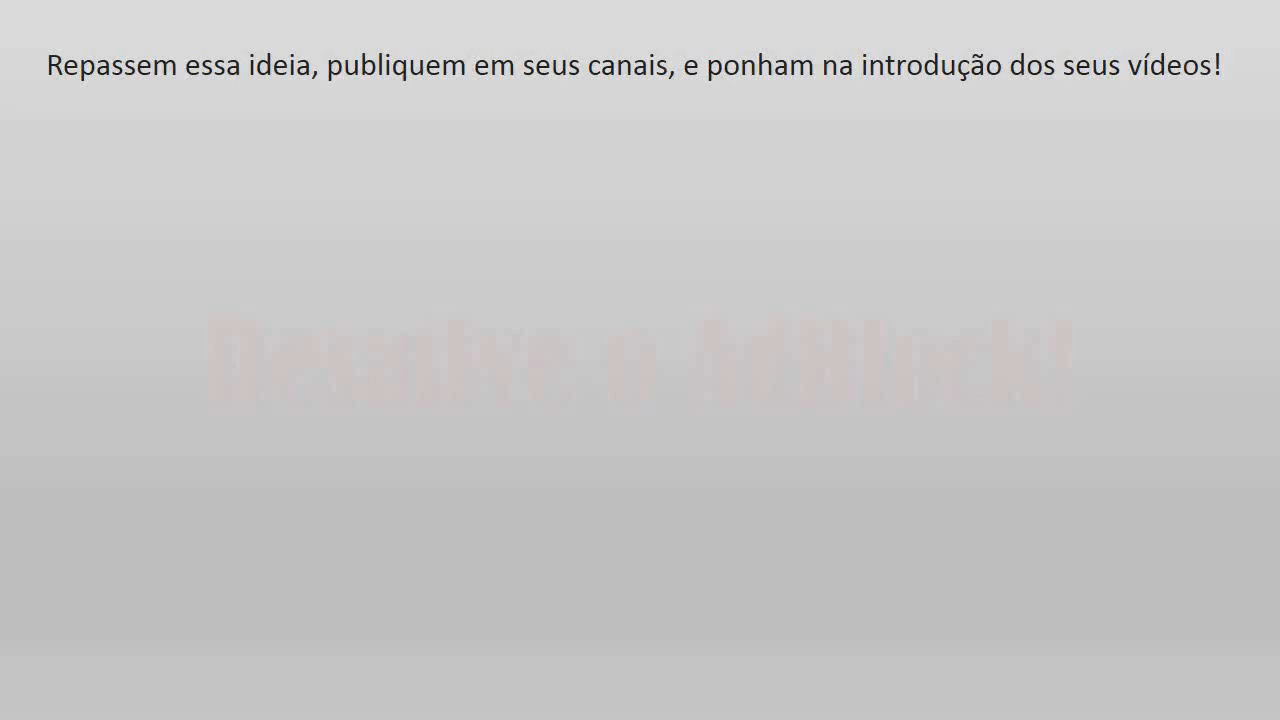 Repassem essa ideia, publiquem em seus canais, e ponham na introdução dos seus vídeos!
Desative o AdBlock!